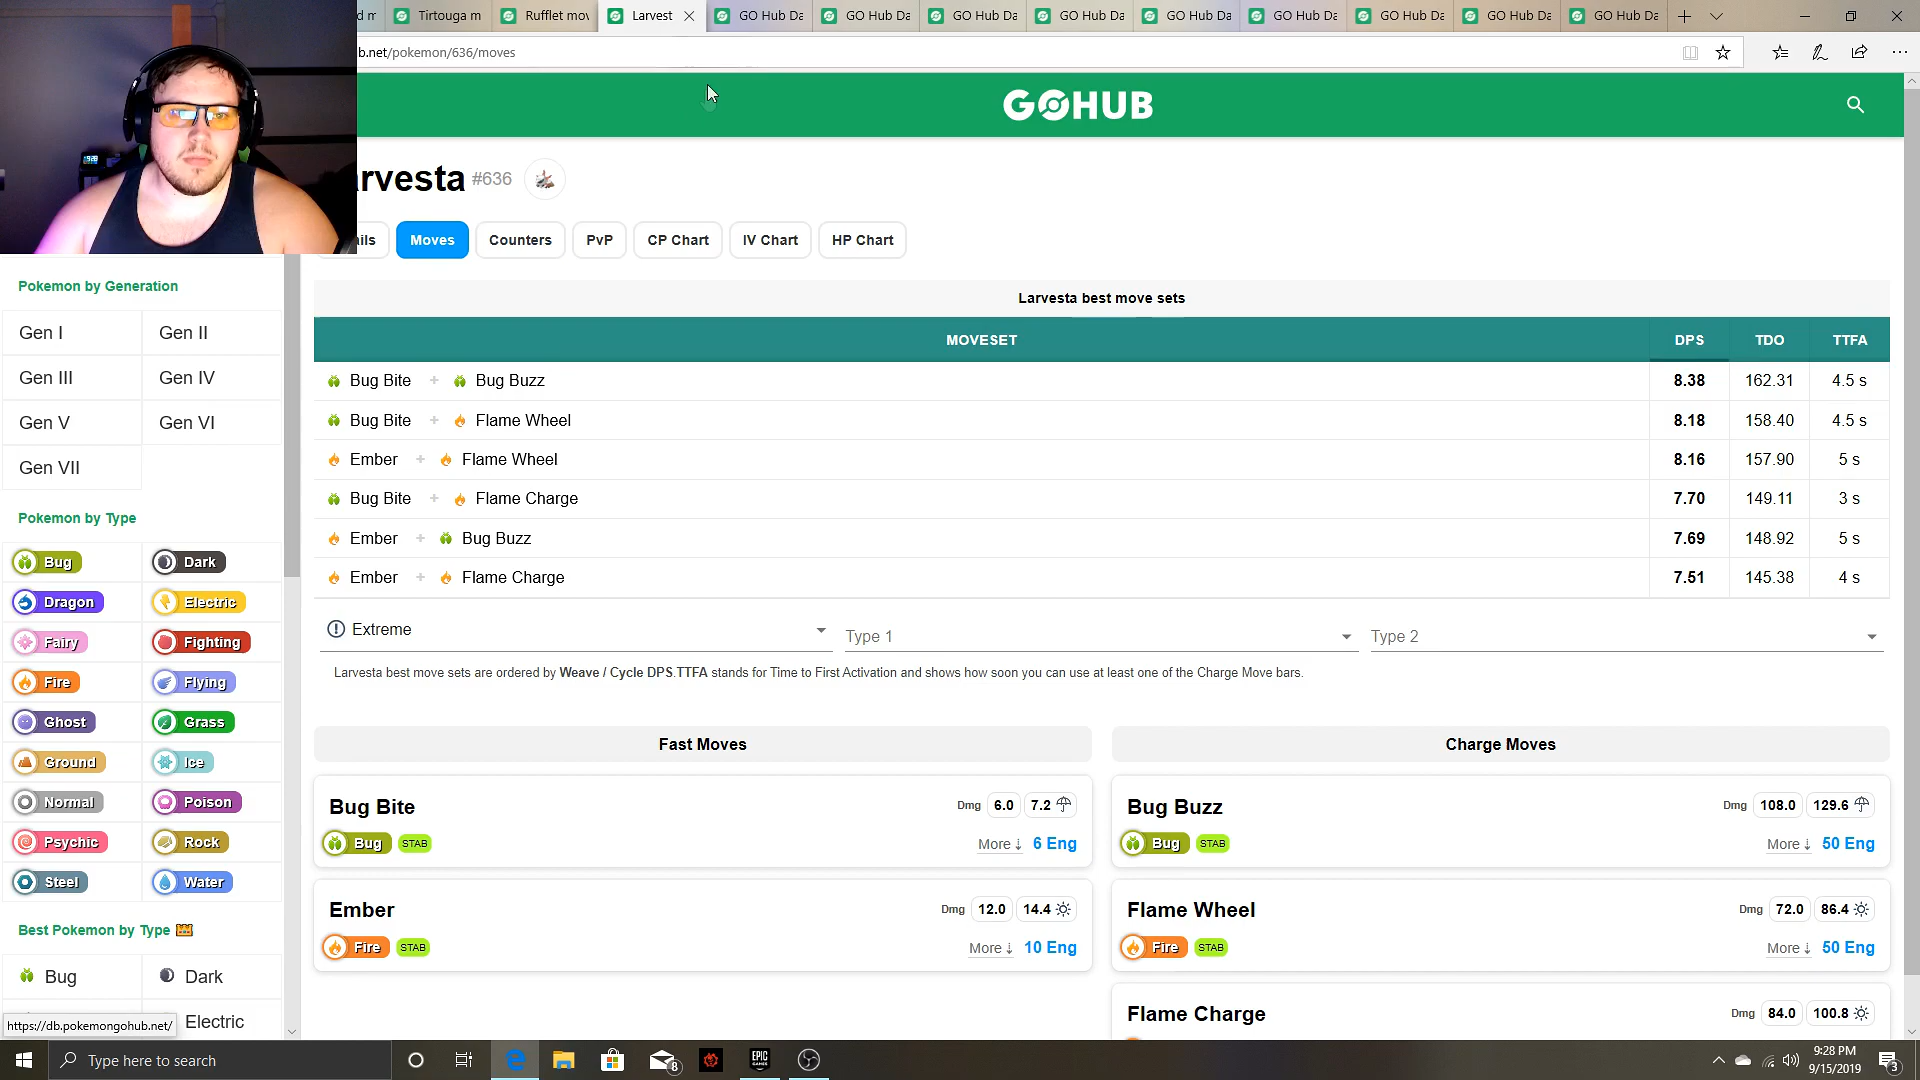 d m
Tirtouga m
Rufflet mov
Larvest
GO Hub Da
GO Hub Da
GO Hub Da
GO Hub Da
GO Hub Da
GO Hub Da
GO Hub Da
GO Hub Da
GO Hub Da
b.net/pokemon/636/moves
GOHUB
9:28
arvesta #636
ils
Moves
Counters
PvP
CP Chart
IV Chart
HP Chart
Pokemon by Generation
Gen I
Gen II
Gen III
Gen IV
Gen V
Gen VI
Gen VII
Pokemon by Type
Bug
Dark
Dragon
Electric
Fairy
Fighting
Fire
Flying
Ghost
Grass
Ground
Ice
Normal
Poison
Psychic
Rock
Steel
Water
Best Pokemon by Type
Bug
Dark
Electric
https://db.pokemongohub.net/
Larvesta best move sets
MOVESET DPS TDO TTFA
Bug Bite + Bug Buzz 8.38 162.31 4.5 s
Bug Bite + Flame Wheel 8.18 158.40 4.5 s
Ember + Flame Wheel 8.16 157.90 5 s
Bug Bite + Flame Charge 7.70 149.11 3 s
Ember + Bug Buzz 7.69 148.92 5 s
Ember + Flame Charge 7.51 145.38 4 s
Extreme
Type 1
Type 2
Larvesta best move sets are ordered by Weave / Cycle DPS.TTFA stands for Time to First Activation and shows how soon you can use at least one of the Charge Move bars.
Fast Moves
Bug Bite Dmg 6.0 7.2
Bug STAB More ↓ 6 Eng
Ember Dmg 12.0 14.4
Fire STAB More ↓ 10 Eng
Charge Moves
Bug Buzz Dmg 108.0 129.6
Bug STAB More ↓ 50 Eng
Flame Wheel Dmg 72.0 86.4
Fire STAB More ↓ 50 Eng
Flame Charge Dmg 84.0 100.8
Type here to search
8
EPIC
GAMES
9:28 PM
9/15/2019
3